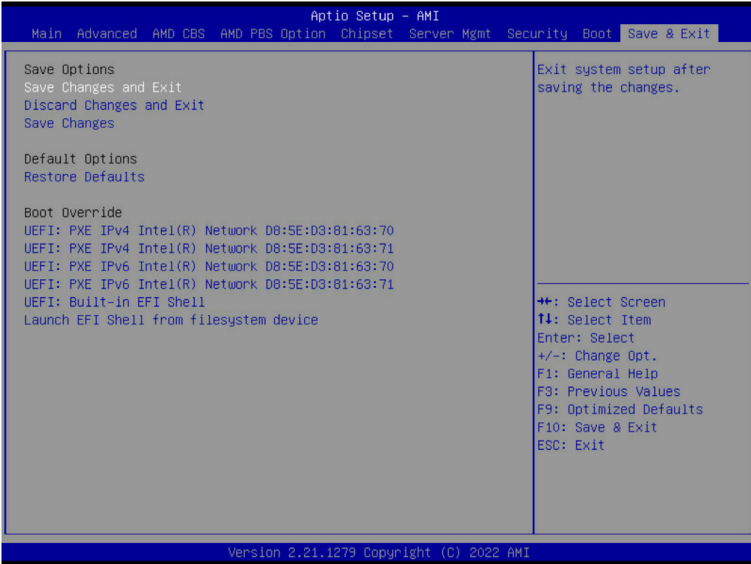 Aptio Setup – AMI
Main Advanced AMD CBS AMD PBS Option Chipset Server Mgmt Security Boot Save & Exit
Save Options
Save Changes and Exit
Discard Changes and Exit
Save Changes
Default Options
Restore Defaults
Boot Override
UEFI: PXE IPv4 Intel(R) Network D8:5E:D3:81:63:70
UEFI: PXE IPv4 Intel(R) Network D8:5E:D3:81:63:71
UEFI: PXE IPv6 Intel(R) Network D8:5E:D3:81:63:70
UEFI: PXE IPv6 Intel(R) Network D8:5E:D3:81:63:71
UEFI: Built-in EFI Shell
Launch EFI Shell from filesystem device
Exit system setup after
saving the changes.
→←: Select Screen
↑↓: Select Item
Enter: Select
+/-: Change Opt.
F1: General Help
F3: Previous Values
F9: Optimized Defaults
F10: Save & Exit
ESC: Exit
Version 2.21.1279 Copyright (C) 2022 AMI